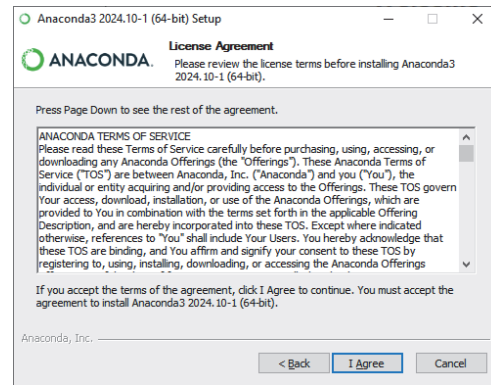 Anaconda3 2024.10-1 (64-bit) Setup
ANACONDA.
License Agreement
Please review the license terms before installing Anaconda3
2024.10-1 (64-bit).
Press Page Down to see the rest of the agreement.
ANACONDA TERMS OF SERVICE
Please read these Terms of Service carefully before purchasing, using, accessing, or
downloading any Anaconda Offerings (the "Offerings"). These Anaconda Terms of
Service ("TOS") are between Anaconda, Inc. ("Anaconda") and you ("You"), the
individual or entity acquiring and/or providing access to the Offerings. These TOS govern
Your access, download, installation, or use of the Anaconda Offerings, which are
provided to You in combination with the terms set forth in the applicable Offering
Description, and are hereby incorporated into these TOS. Except where indicated
otherwise, references to "You" shall include Your Users. You hereby acknowledge that
these TOS are binding, and You affirm and signify your consent to these TOS by
registering to, using, installing, downloading, or accessing the Anaconda Offerings
If you accept the terms of the agreement, click I Agree to continue. You must accept the
agreement to install Anaconda3 2024.10-1 (64-bit).
Anaconda, Inc.
< Back
I Agree
Cancel